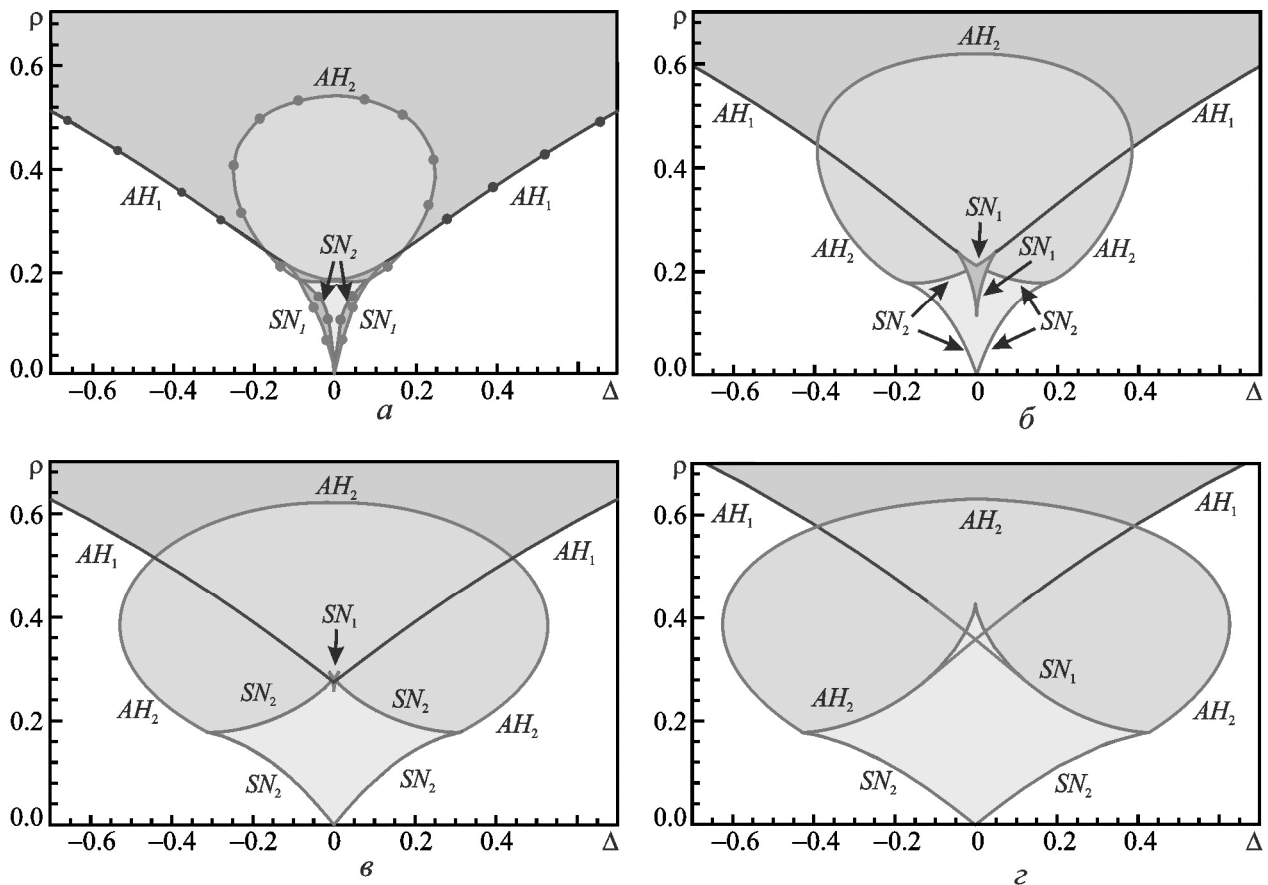 ρ
0.6
0.4
0.2
0.0
AH₂
AH₁
AH₁
SN₂
SN₁
SN₁
−0.6
−0.4
−0.2
0
0.2
0.4
Δ
а
ρ
0.6
0.4
0.2
0.0
AH₂
AH₁
AH₁
SN₁
SN₁
AH₂
AH₂
SN₂
SN₂
−0.6
−0.4
−0.2
0
0.2
0.4
Δ
б
ρ
0.6
0.4
0.2
0.0
AH₂
AH₁
AH₁
SN₁
SN₂
SN₂
AH₂
AH₂
SN₂
SN₂
−0.6
−0.4
−0.2
0
0.2
0.4
Δ
в
ρ
0.6
0.4
0.2
0.0
AH₁
AH₂
AH₁
SN₁
AH₂
AH₂
SN₂
SN₂
−0.6
−0.4
−0.2
0
0.2
0.4
Δ
г